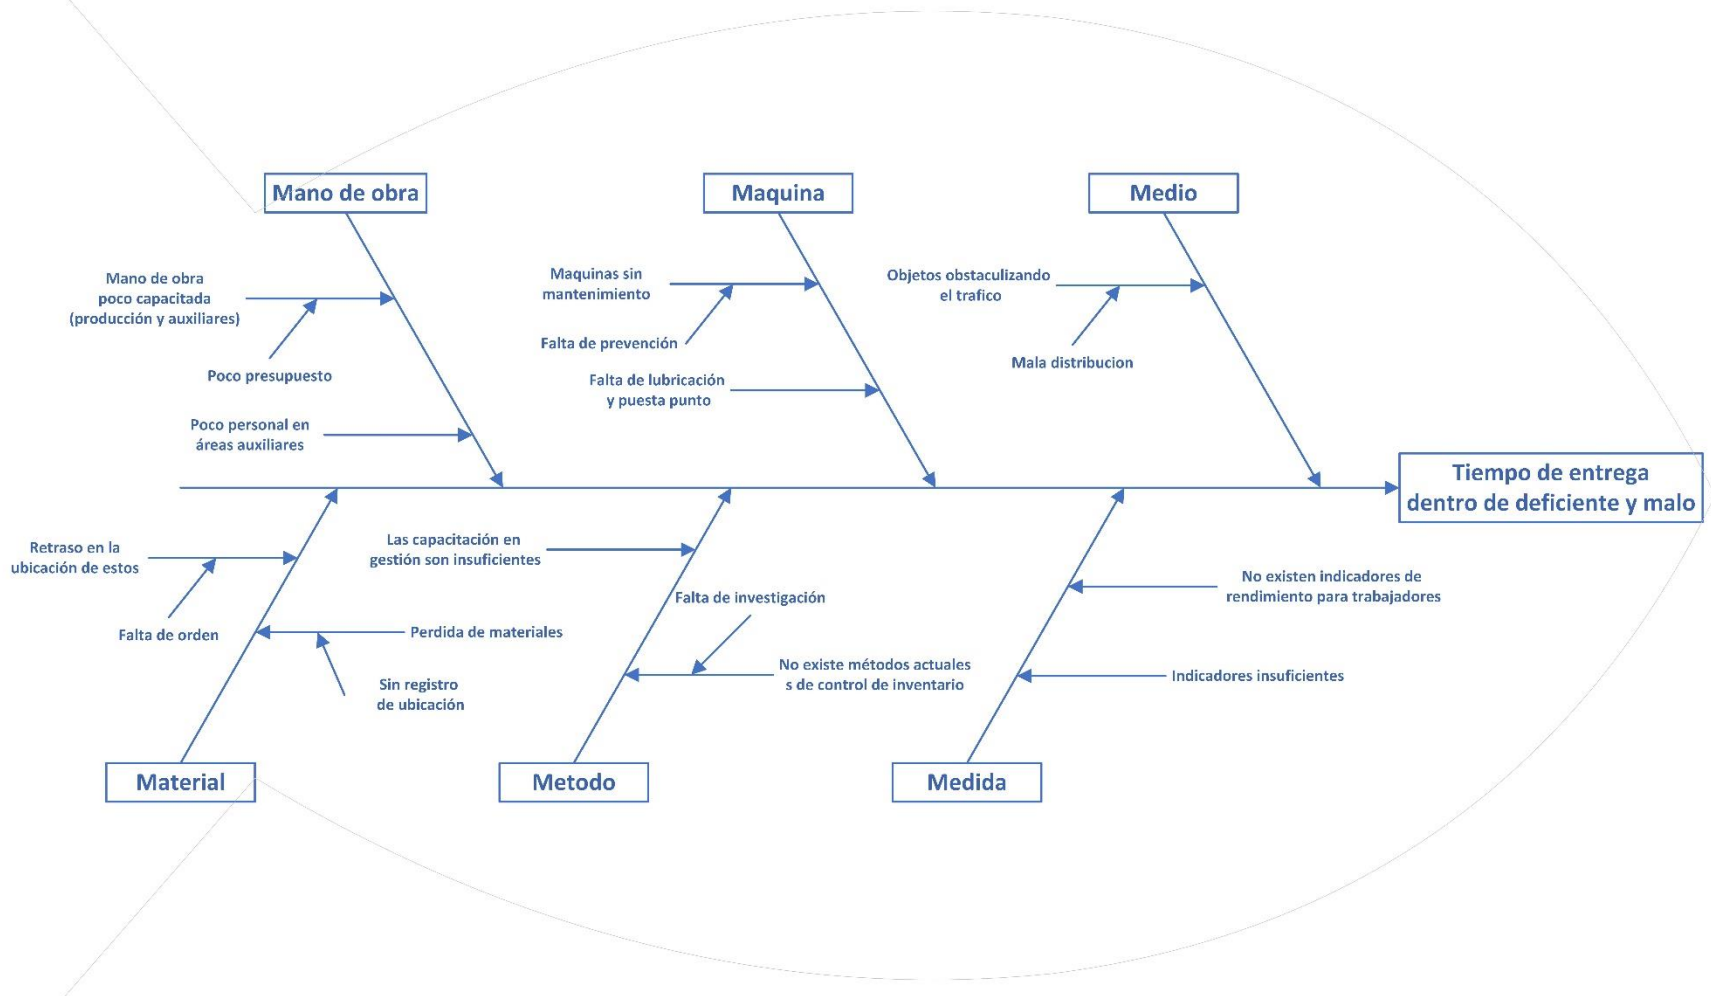 Mano de obra
Maquina
Medio
Mano de obra
poco capacitada
(producción y auxiliares)
Poco presupuesto
Poco personal en
áreas auxiliares
Maquinas sin
mantenimiento
Falta de prevención
Falta de lubricación
y puesta punto
Objetos obstaculizando
el trafico
Mala distribucion
Tiempo de entrega
dentro de deficiente y malo
Retraso en la
ubicación de estos
Falta de orden
Perdida de materiales
Sin registro
de ubicación
Las capacitación en
gestión son insuficientes
Falta de investigación
No existe métodos actuales
s de control de inventario
No existen indicadores de
rendimiento para trabajadores
Indicadores insuficientes
Material
Metodo
Medida